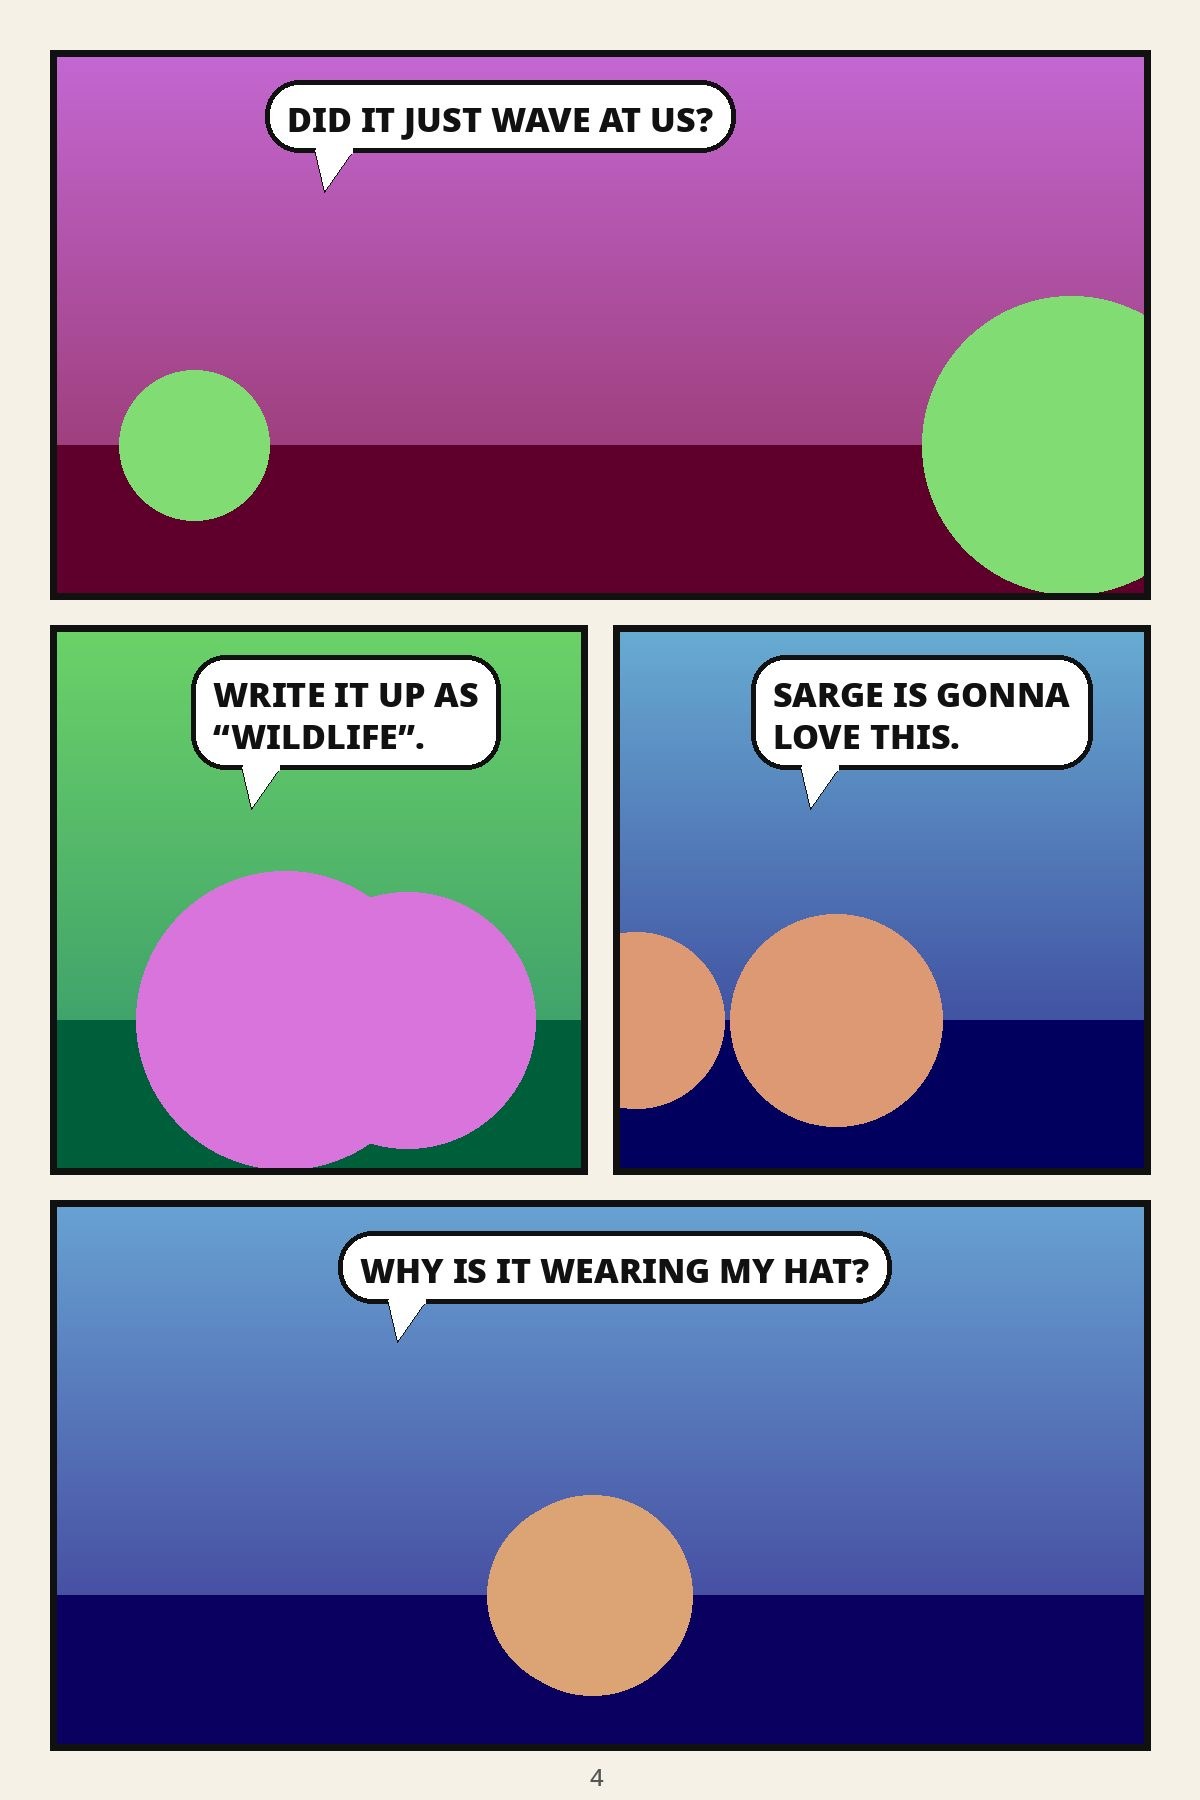 DID IT JUST WAVE AT US?
WRITE IT UP AS
“WILDLIFE”.
SARGE IS GONNA
LOVE THIS.
WHY IS IT WEARING MY HAT?
4